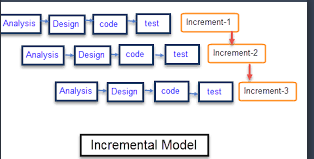 Analysis Design code test Increment-1
Analysis Design code test Increment-2
Analysis Design code test Increment-3
Incremental Model